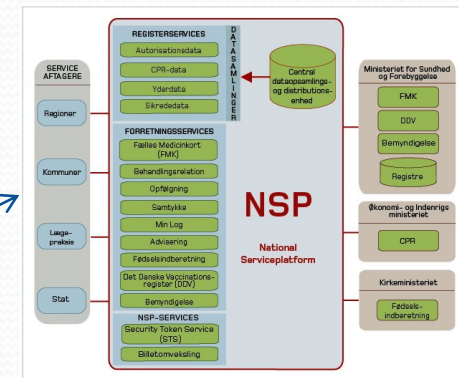 SERVICE
AFTAGERE
Regioner
Kommuner
Læge-
praksis
Stat
REGISTERSERVICES
Autorisationsdata
CPR-data
Yderdata
Sikrededata
DATASAMLINGER
FORRETNINGSSERVICES
Fælles Medicinkort
(FMK)
Behandlingsrelation
Opfølgning
Samtykke
Min Log
Advisering
Fødselsindberetning
Det Danske Vaccinations-
register (DDV)
Bemyndigelse
NSP-SERVICES
Security Token Service
(STS)
Billetomveksling
Central
dataopsamlings-
og distributions-
enhed
NSP
National
Serviceplatform
Ministeriet for Sundhed
og Forebyggelse
FMK
DDV
Bemyndigelse
Registre
Økonomi- og Indenrigs
ministeriet
CPR
Kirkeministeriet
Fødsels-
indberetning